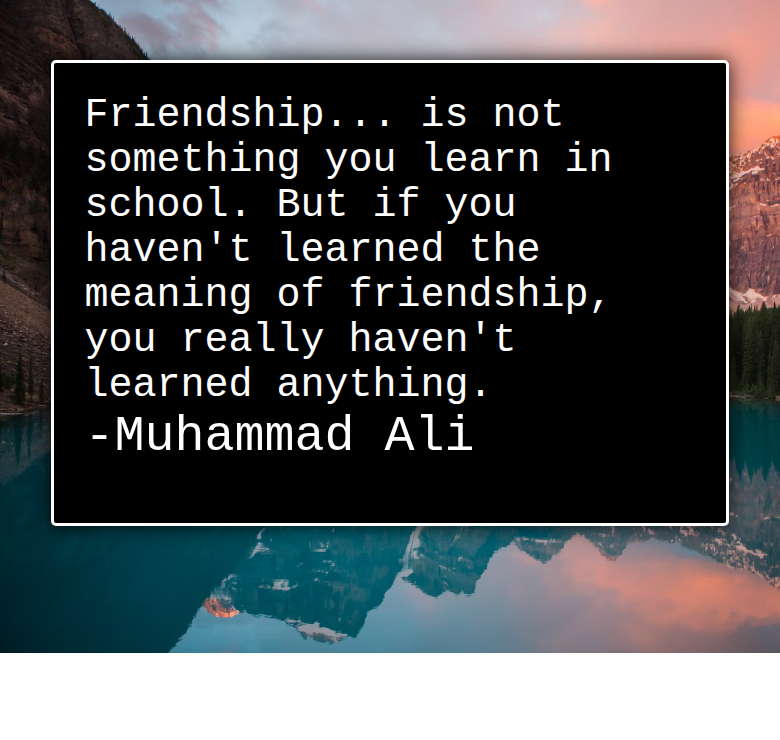 Friendship... is not
something you learn in
school. But if you
haven't learned the
meaning of friendship,
you really haven't
learned anything.
-Muhammad Ali